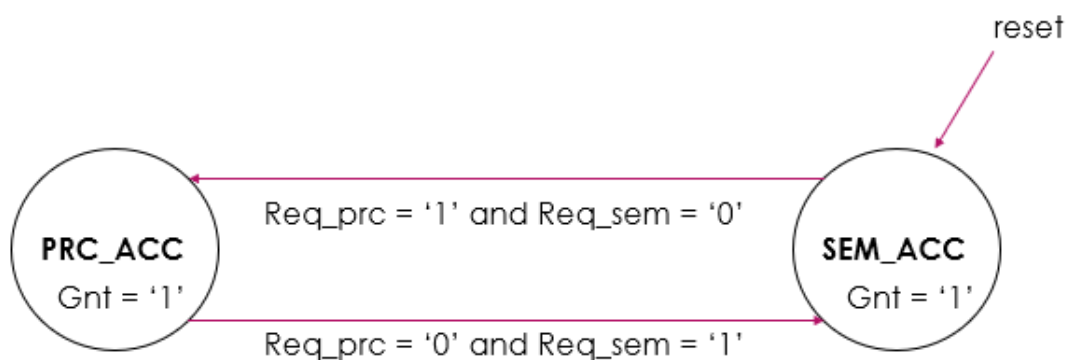 reset
Req_prc = ‘1’ and Req_sem = ‘0’
PRC_ACC
Gnt = ‘1’
SEM_ACC
Gnt = ‘1’
Req_prc = ‘0’ and Req_sem = ‘1’